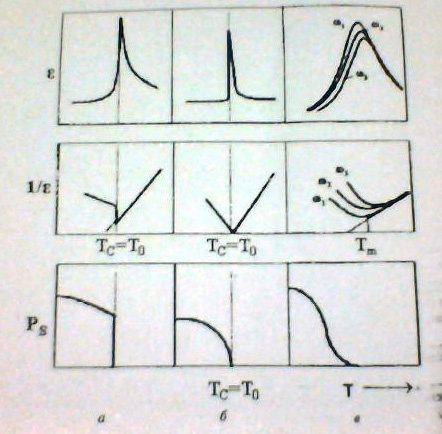 ε
ω₁ ω₂
ω₃
1/ε
ω₃
ω₂
ω₁
T_C=T_0 T_C=T_0 T_m
P_S
T_C=T_0 T
а б в